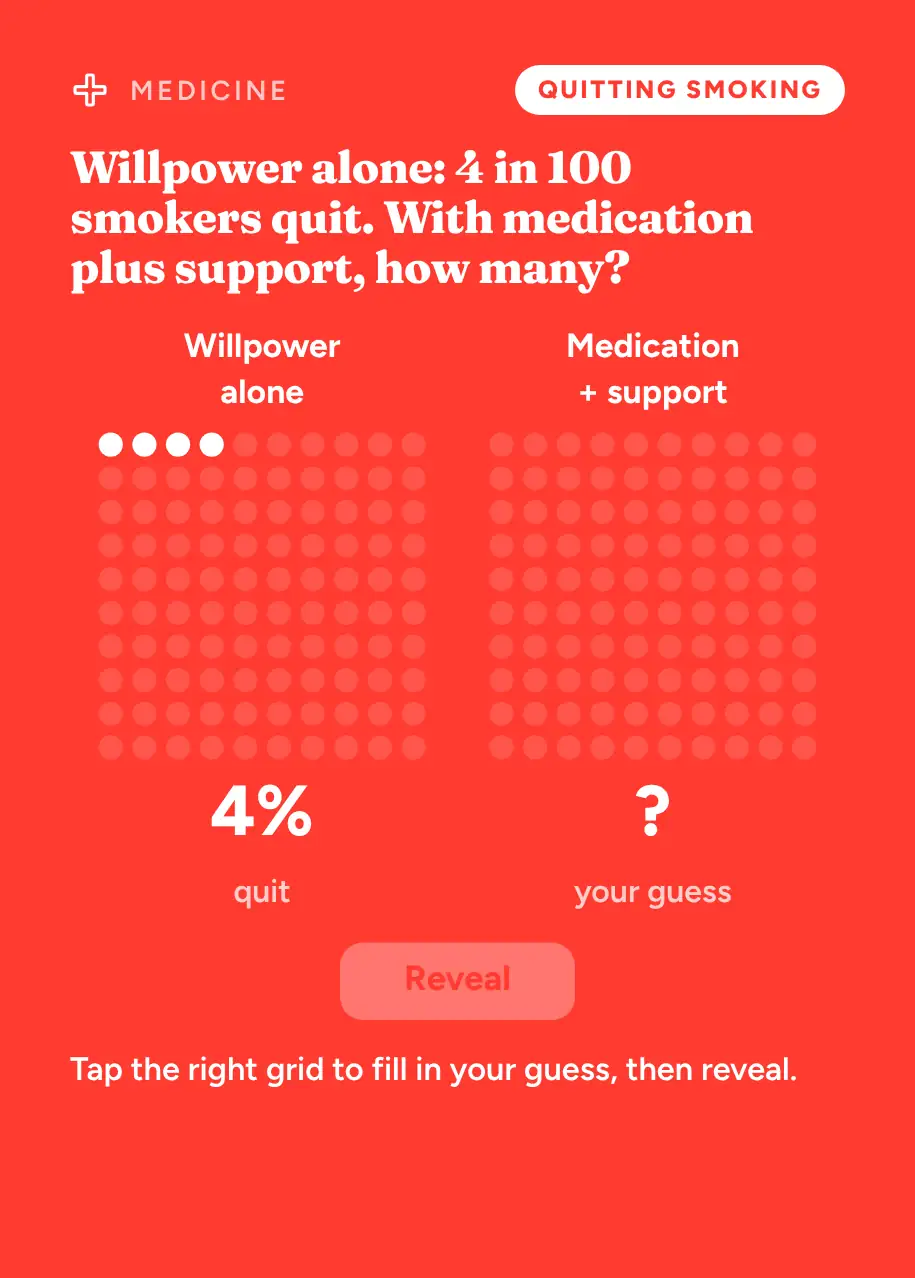 MEDICINE
QUITTING SMOKING
Willpower alone: 4 in 100
smokers quit. With medication
plus support, how many?
Willpower
alone
Medication
+ support
4%
quit
?
your guess
Reveal
Tap the right grid to fill in your guess, then reveal.